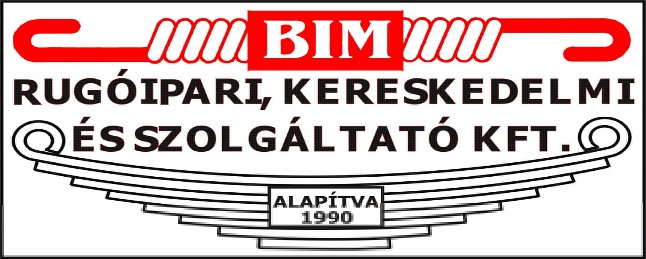 BIM
RUGÓIPARI, KERESKEDELMI
ÉS SZOLGÁLTATÓ KFT.
ALAPÍTVA
1990